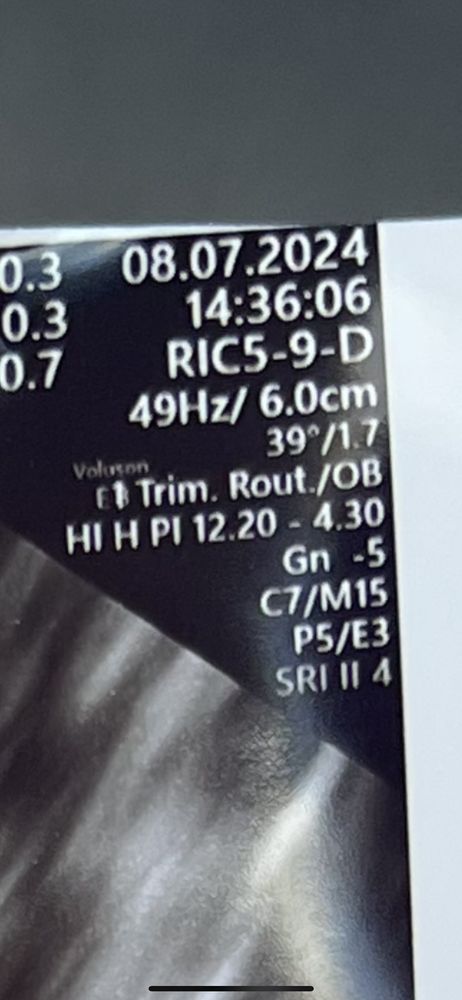 0.3 08.07.2024
0.3 14:36:06
0.7 RIC5-9-D
49Hz/ 6.0cm
39°/1.7
Voluson
Trim. Rout./OB
HI H PI 12.20 - 4.30
Gn -5
C7/M15
P5/E3
SRI II 4